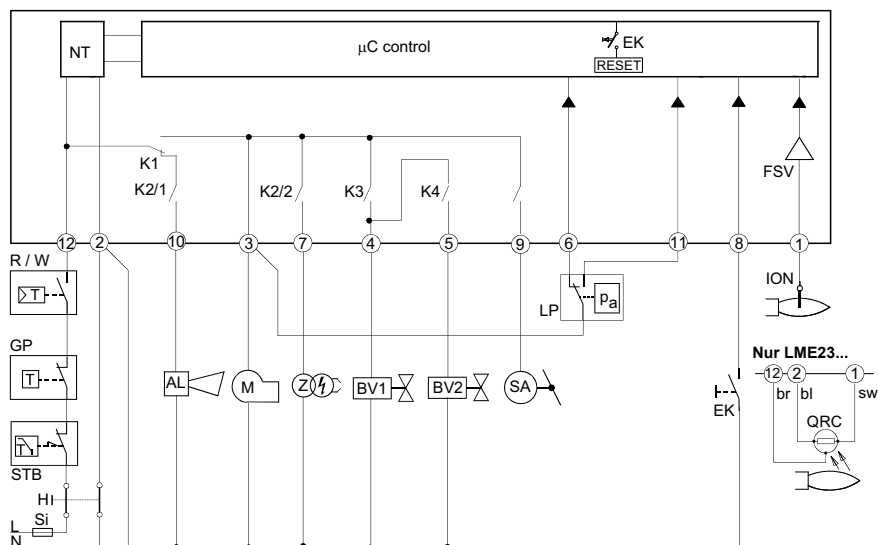 NT
µC control
EK
RESET
K1
K2/1
K2/2
K3
K4
FSV
12
2
10
3
7
4
5
9
6
11
8
1
R / W
T
GP
T
STB
T
H
L
Si
N
AL
M
Z
BV1
BV2
SA
LP
pa
ION
EK
Nur LME23...
12
2
1
br
bl
sw
QRC